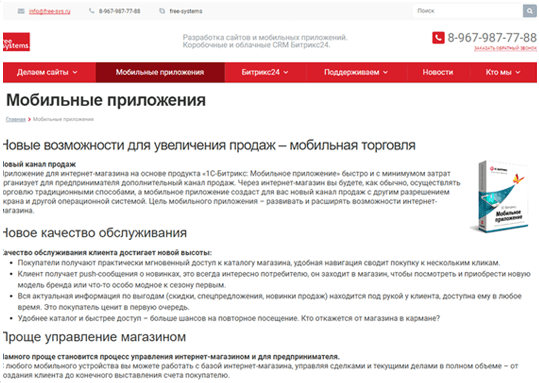 info@free-sys.ru 8-967-987-77-88 free-systems Поиск
free systems. Разработка сайтов и мобильных приложений. 8-967-987-77-88
Коробочные и облачные CRM Битрикс24. ЗАКАЗАТЬ ОБРАТНЫЙ ЗВОНОК
Делаем сайты Мобильные приложения Битрикс24 Поддерживаем Новости Кто мы
Мобильные приложения
Главная Мобильные приложения
Новые возможности для увеличения продаж – мобильная торговля
Новый канал продаж
Приложение для интернет-магазина на основе продукта «1С-Битрикс: Мобильное приложение» быстро и с минимумом затрат
организует для предпринимателя дополнительный канал продаж. Через интернет-магазин вы будете, как обычно, осуществлять
торговлю традиционными способами, а мобильное приложение создаст для вас новый канал продаж с другим разрешением
экрана и другой операционной системой. Цель мобильного приложения – развивать и расширять возможности интернет-
магазина.
1С-Битрикс
Мобильное приложение
Новое качество обслуживания
Качество обслуживания клиента достигает новой высоты:
• Покупатели получают практически мгновенный доступ к каталогу магазина, удобная навигация сводит покупку к нескольким кликам.
• Клиент получает push-сообщения о новинках, это всегда интересно потребителю, он заходит в магазин, чтобы посмотреть и приобрести новую
модель бренда или что-то особо модное к сезону первым.
• Вся актуальная информация по выгодам (скидки, спецпредложения, новинки продаж) находится под рукой у клиента, доступна ему в любое
время. Это покупатель ценит в первую очередь.
• Удобнее каталог и быстрее доступ – больше шансов на повторное посещение. Кто откажется от магазина в кармане?
Проще управление магазином
Намного проще становится процесс управления интернет-магазином и для предпринимателя.
С любого мобильного устройства вы можете работать с базой интернет-магазина, управляя сделками и текущими делами в полном объеме – от
создания клиента до конечного выставления счета покупателю.